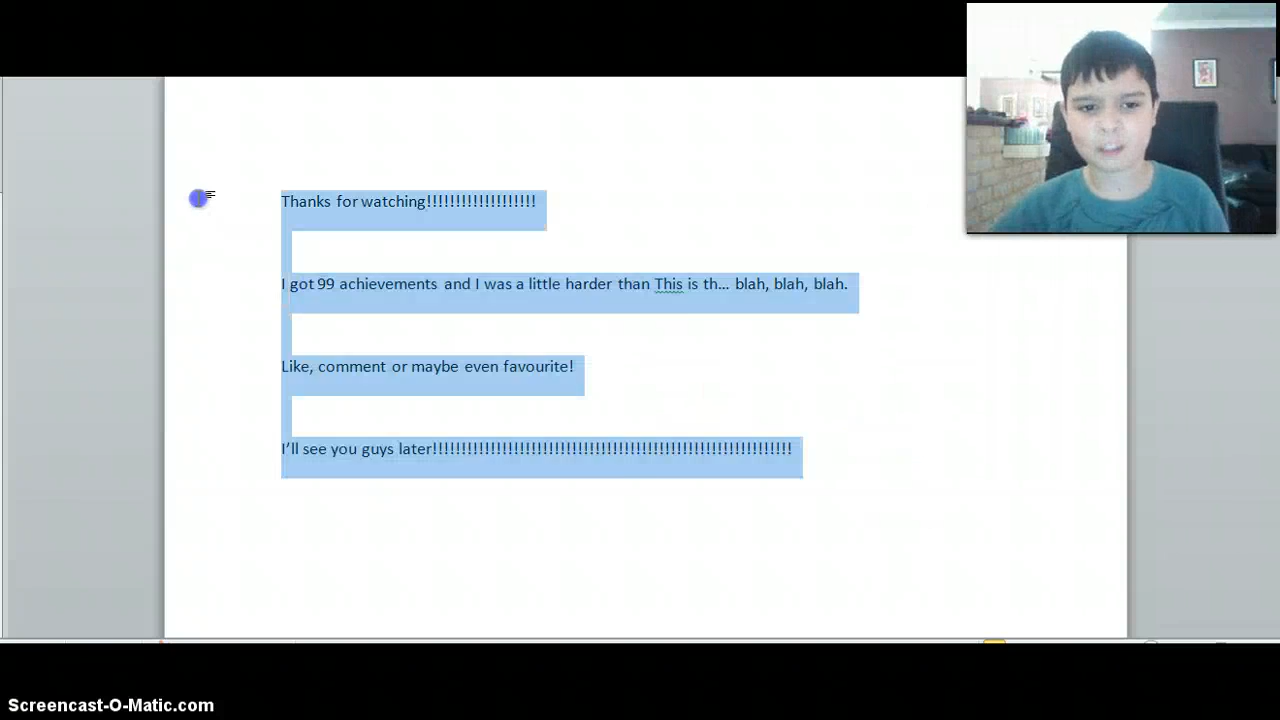 Thanks for watching!!!!!!!!!!!!!!!!!!!
I got 99 achievements and I was a little harder than This is th... blah, blah, blah.
Like, comment or maybe even favourite!
I'll see you guys later!!!!!!!!!!!!!!!!!!!!!!!!!!!!!!!!!!!!!!!!!!!!!!!!!!!!!!!!!!!!!!
Screencast-O-Matic.com